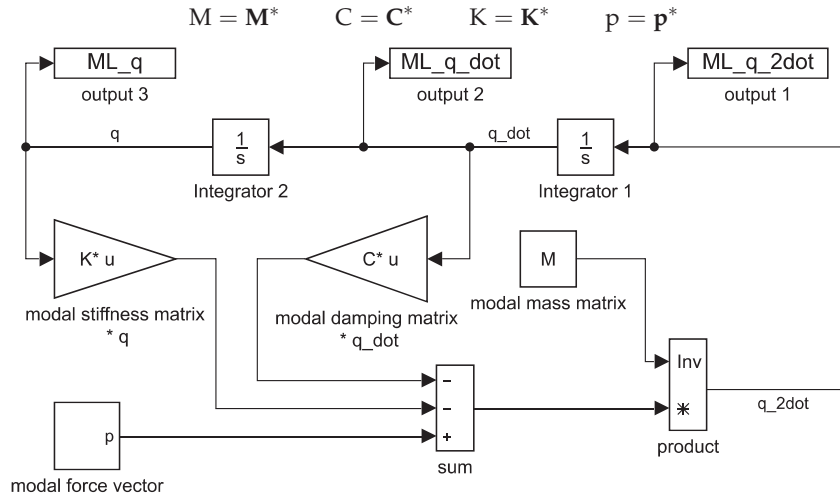 M = M*   C = C*   K = K*   p = p*
ML_q   ML_q_dot   ML_q_2dot
output 3   output 2   output 1
q   1/s   q_dot   1/s
Integrator 2   Integrator 1
K* u   C* u   M
modal stiffness matrix
* q
modal damping matrix
* q_dot
modal mass matrix
Inv
*
q_2dot
product
-
-
+
sum
p
modal force vector